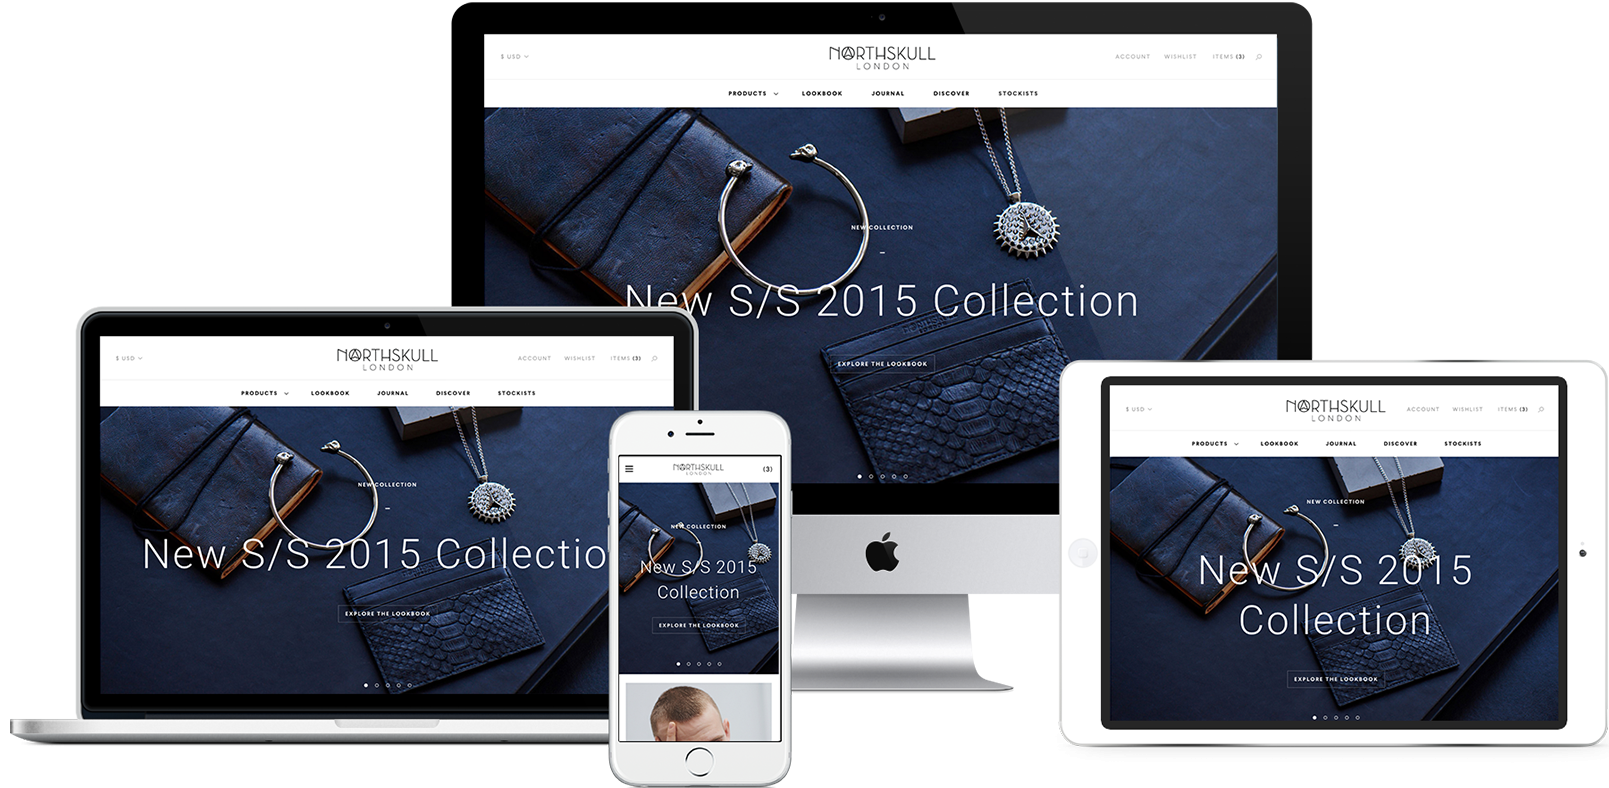 $ USD
NORTHSKULL
LONDON
ACCOUNT WISHLIST ITEMS (3)
PRODUCTS LOOKBOOK JOURNAL DISCOVER STOCKISTS
NEW COLLECTION
–
New S/S 2015 Collection
EXPLORE THE LOOKBOOK
$ USD
NORTHSKULL
LONDON
ACCOUNT WISHLIST ITEMS (3)
PRODUCTS LOOKBOOK JOURNAL DISCOVER STOCKISTS
NEW COLLECTION
–
New S/S 2015 Collectio
EXPLORE THE LOOKBOOK
NORTHSKULL
LONDON
(3)
NEW COLLECTION
–
New S/S 2015
Collection
EXPLORE THE LOOKBOOK
$ USD
NORTHSKULL
LONDON
ACCOUNT WISHLIST ITEMS (3)
PRODUCTS LOOKBOOK JOURNAL DISCOVER STOCKISTS
NEW COLLECTION
–
New S/S 2015
Collection
EXPLORE THE LOOKBOOK